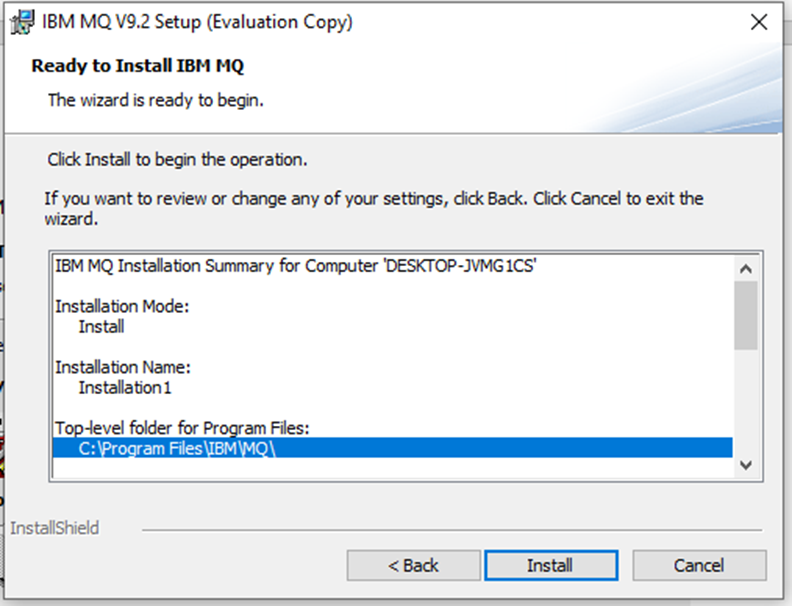 IBM MQ V9.2 Setup (Evaluation Copy)
Ready to Install IBM MQ
The wizard is ready to begin.
Click Install to begin the operation.
If you want to review or change any of your settings, click Back. Click Cancel to exit the
wizard.
IBM MQ Installation Summary for Computer 'DESKTOP-JVMG1CS'
Installation Mode:
Install
Installation Name:
Installation1
Top-level folder for Program Files:
C:\Program Files\IBM\MQ\
InstallShield
< Back
Install
Cancel